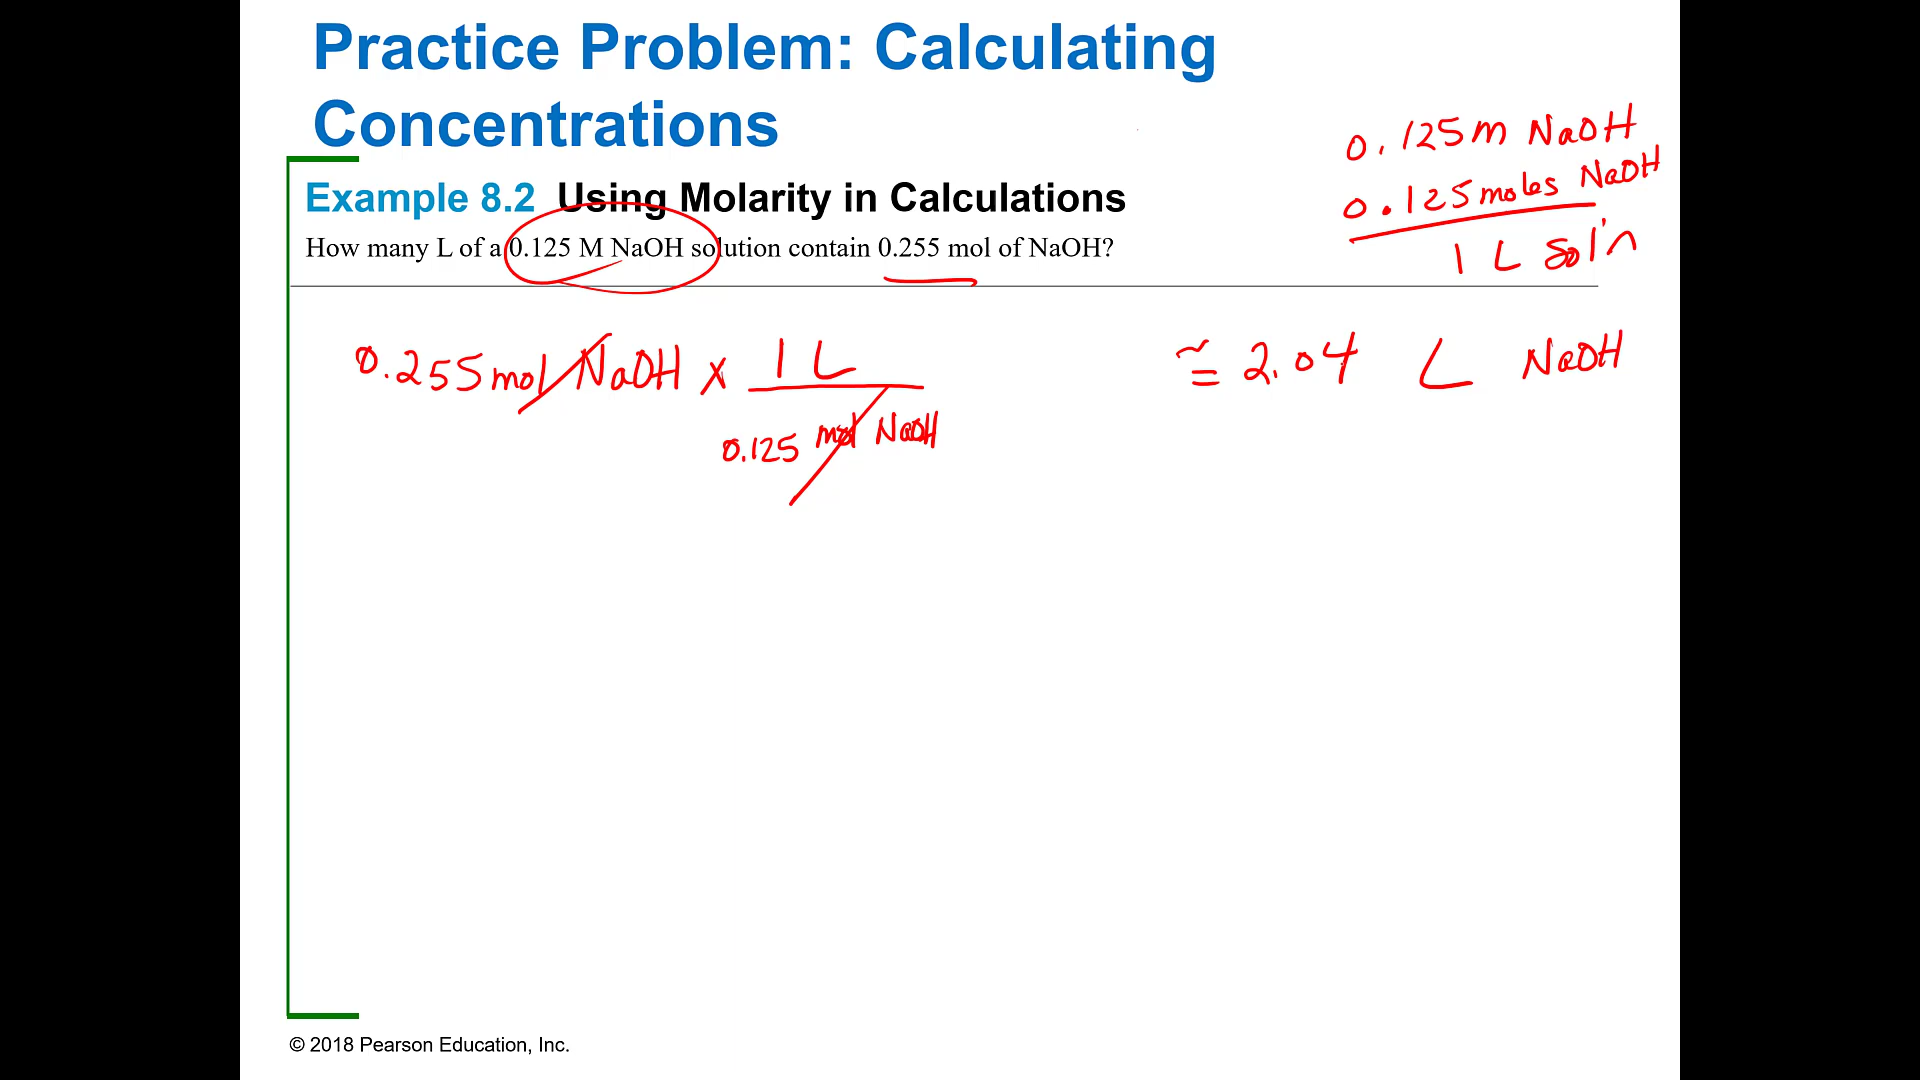 Practice Problem: Calculating
Concentrations
0.125 m NaOH
0.125 moles NaOH
1 L sol'n
Example 8.2 Using Molarity in Calculations
How many L of a 0.125 M NaOH solution contain 0.255 mol of NaOH?
0.255 mol NaOH x 1 L ≅ 2.04 L NaOH
0.125 mol NaOH
© 2018 Pearson Education, Inc.